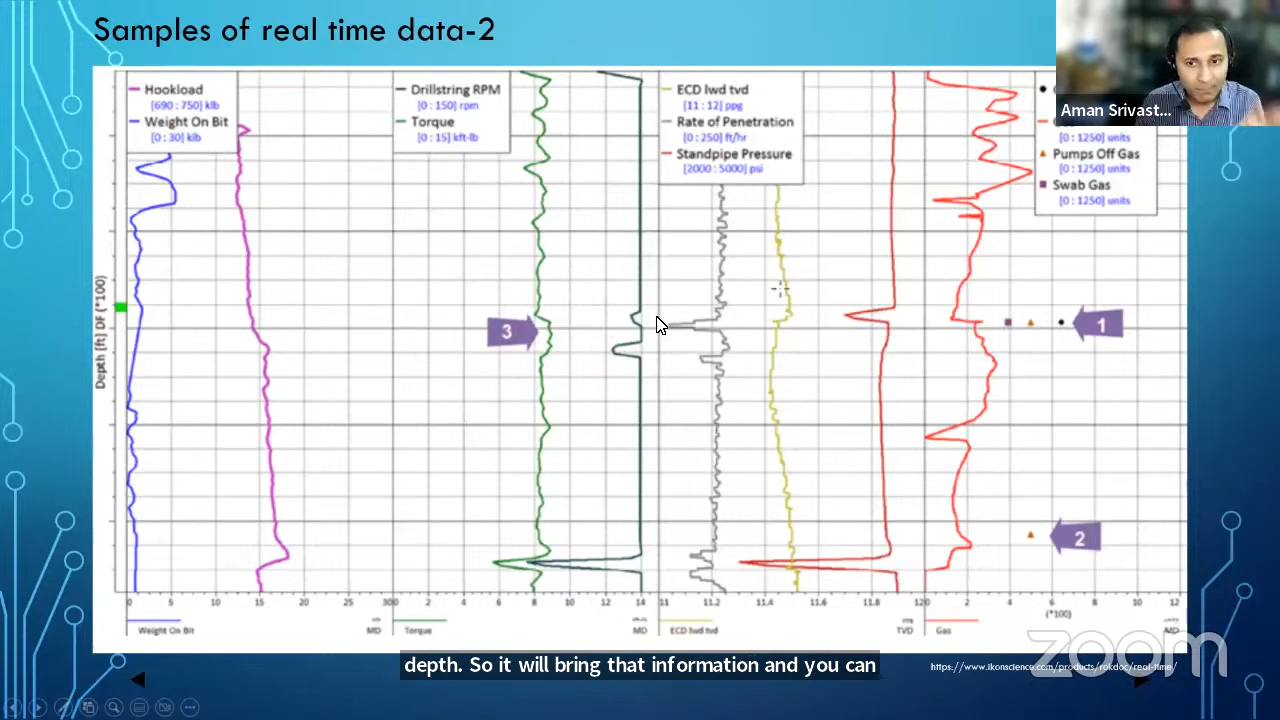 Samples of real time data-2
Aman Srivast...
Hookload
[690 : 750] klb
Weight On Bit
[0 : 30] klb
Drillstring RPM
[0 : 150] rpm
Torque
[0 : 15] kft-lb
ECD lwd tvd
[11 : 12] ppg
Rate of Penetration
[0 : 250] ft/hr
Standpipe Pressure
[2000 : 5000] psi
[0 : 1250] units
Pumps Off Gas
[0 : 1250] units
Swab Gas
[0 : 1250] units
Depth [ft] DF (*100)
3
1
2
0 5 10 15 20 25 300 2 4 6 8 10 12 14 11 11.2 11.4 11.6 11.8 120 2 4 6 8 10 12
(*100)
Weight On Bit MD Torque MD ECD lwd tvd TVD Gas MD
zoom
depth. So it will bring that information and you can
https://www.ikonscience.com/products/rokdoc/real-time/